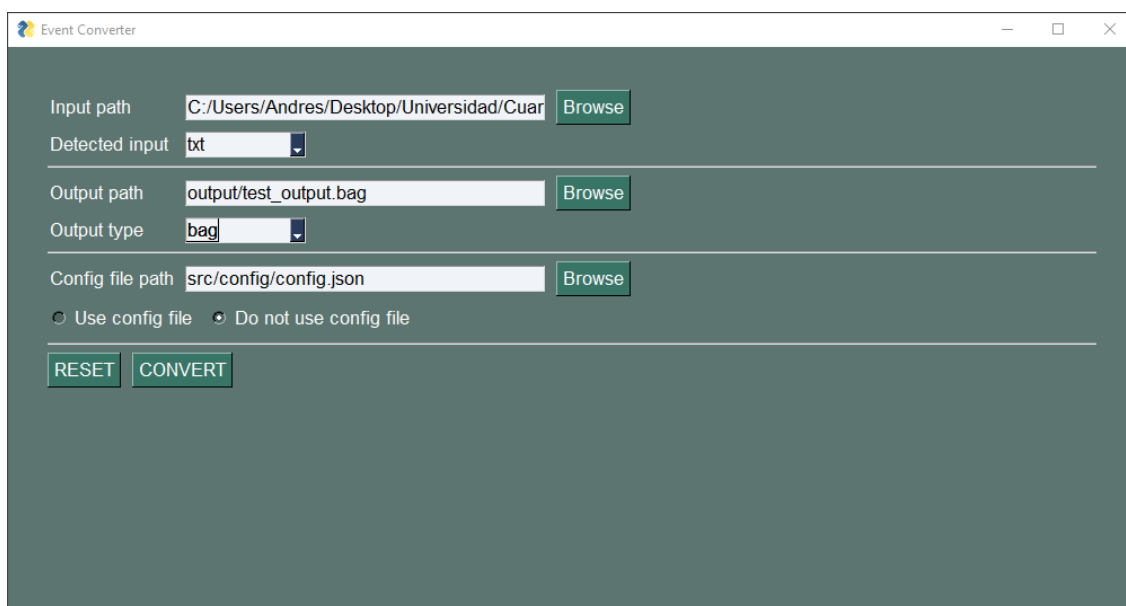 Event Converter
Input path C:/Users/Andres/Desktop/Universidad/Cuar Browse
Detected input txt
Output path output/test_output.bag Browse
Output type bag
Config file path src/config/config.json Browse
Use config file Do not use config file
RESET CONVERT